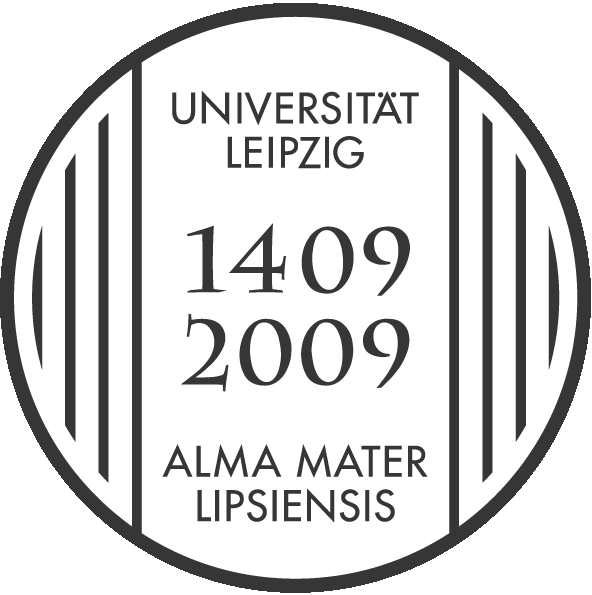 UNIVERSITÄT
LEIPZIG
1409
2009
ALMA MATER
LIPSIENSIS